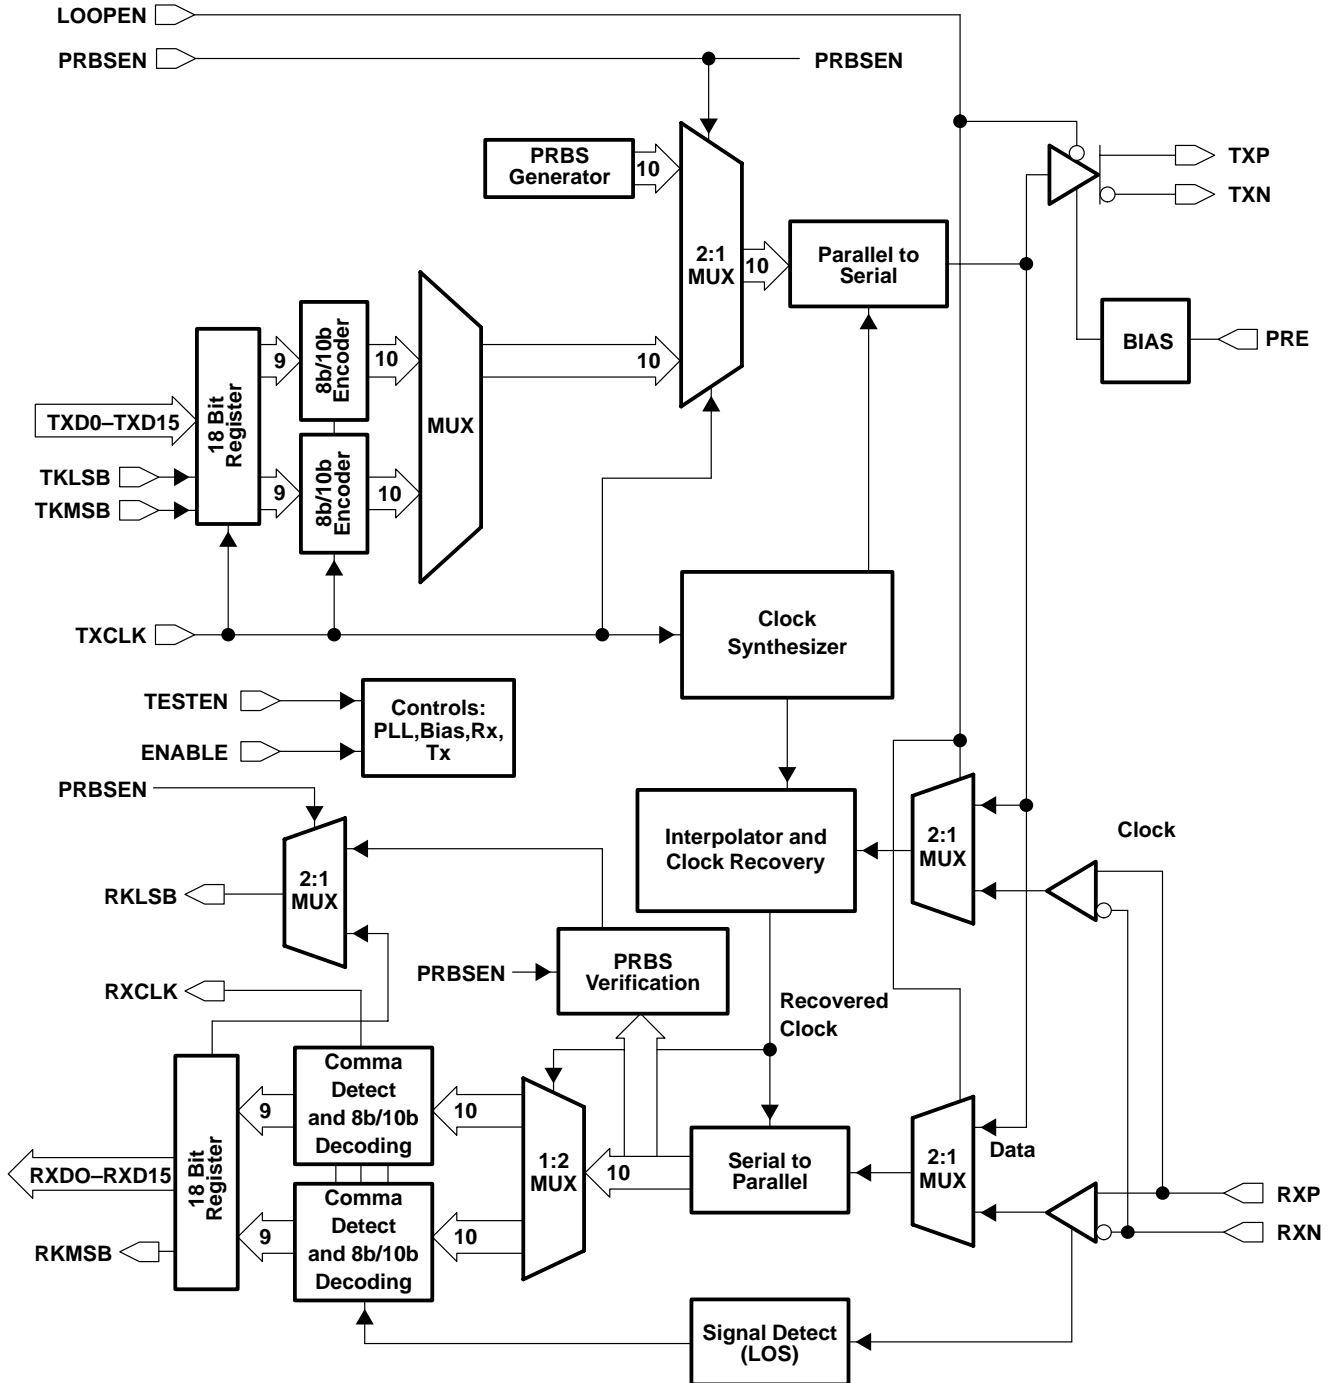 LOOPEN
PRBSEN
PRBSEN
PRBS
Generator
10
TXP
TXN
2:1
MUX
10
Parallel to
Serial
BIAS
PRE
TXD0–TXD15
TKLSB
TKMSB
18 Bit
Register
9
9
8b/10b
Encoder
8b/10b
Encoder
10
10
MUX
10
TXCLK
Clock
Synthesizer
TESTEN
ENABLE
Controls:
PLL,Bias,Rx,
Tx
PRBSEN
2:1
MUX
RKLSB
Interpolator and
Clock Recovery
2:1
MUX
Clock
PRBSEN
PRBS
Verification
RXCLK
Recovered
Clock
Comma
Detect
and 8b/10b
Decoding
9
10
RXDO–RXD15
18 Bit
Register
1:2
MUX
10
Serial to
Parallel
2:1
MUX
Data
RXP
RXN
Comma
Detect
and 8b/10b
Decoding
9
10
RKMSB
Signal Detect
(LOS)